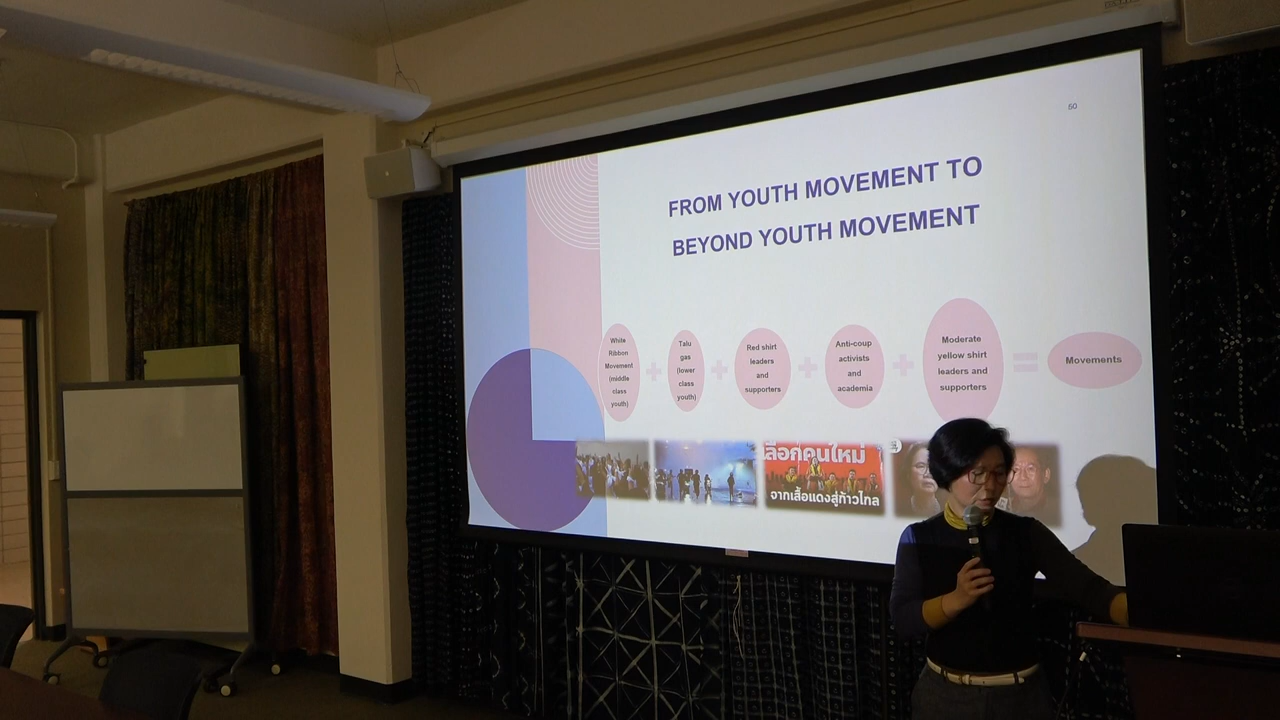 50
FROM YOUTH MOVEMENT TO
BEYOND YOUTH MOVEMENT
White
Ribbon
Movement
(middle
class
youth)
+
Talu
gas
(lower
class
youth)
+
Red shirt
leaders
and
supporters
+
Anti-coup
activists
and
academia
+
Moderate
yellow shirt
leaders and
supporters
=
Movements
เลือกคนใหม่
จากเสื้อแดงสู่ก้าวไกล